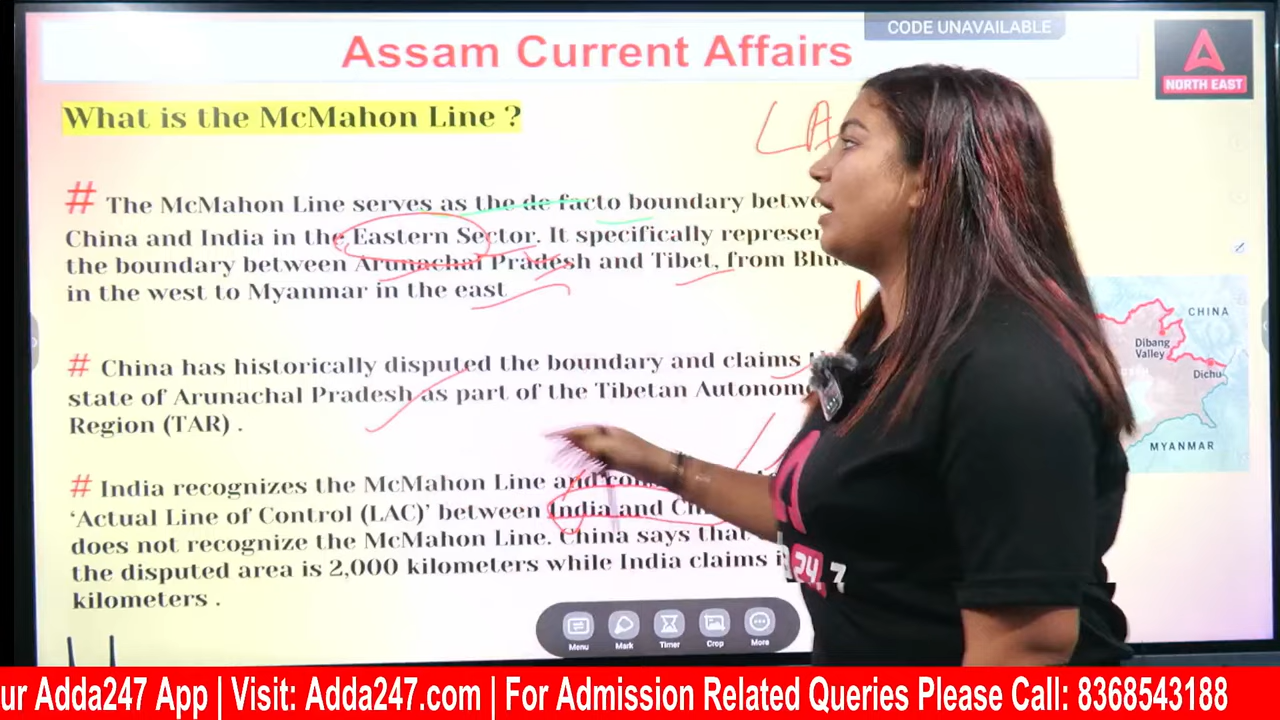 CODE UNAVAILABLE
Assam Current Affairs
NORTH EAST
What is the McMahon Line ?
LA
# The McMahon Line serves as the de facto boundary
China and India in the Eastern Sector. It specifically
the boundary between Arunachal Pradesh and Tibet, from
in the west to Myanmar in the east
# China has historically disputed the boundary and claims
state of Arunachal Pradesh as part of the Tibetan
Region (TAR) .
# India recognizes the McMahon Line and
‘Actual Line of Control (LAC)’ between India and
does not recognize the McMahon Line. China says that
the disputed area is 2,000 kilometers while India claims
kilometers .
CHINA
Dibang
Valley
Dichu
MYANMAR
24.7
Menu Mark Timer Crop More
ur Adda247 App | Visit: Adda247.com | For Admission Related Queries Please Call: 8368543188